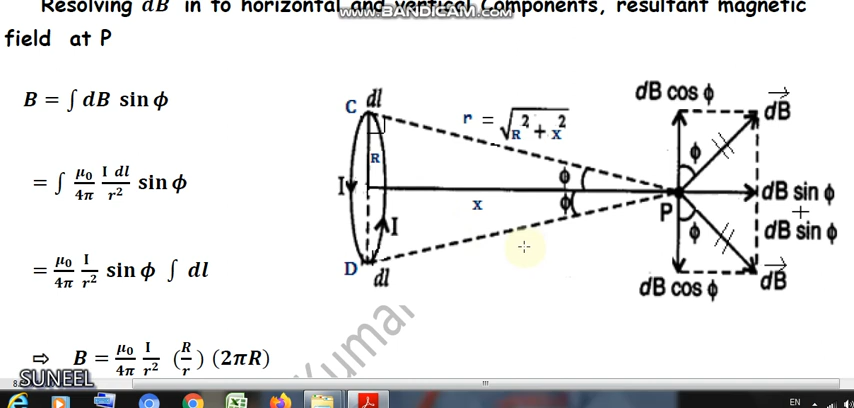 Resolving dB in to horizontal and vertical Components, resultant magnetic
WWW.BANDICAM.COM
field at P
B = ∫ dB sin ϕ
= ∫ μ₀/4π I dl/r² sin ϕ
= μ₀/4π I/r² sin ϕ ∫ dl
⇨ B = μ₀/4π I/r² (R/r) (2πR)
C dl
r = √R² + x²
R
I
x
ϕ
ϕ
I
D
dl
P
dB cos ϕ
dB
ϕ
dB sin ϕ
+
dB sin ϕ
ϕ
dB cos ϕ
dB
Kumar
8.
SUNEEL
EN